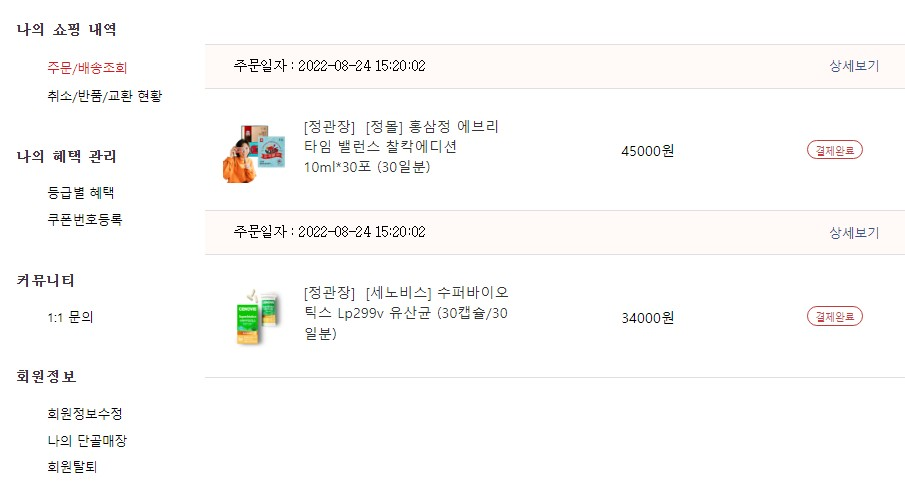 나의 쇼핑 내역
주문/배송조회
취소/반품/교환 현황
나의 혜택 관리
등급별 혜택
쿠폰번호등록
커뮤니티
1:1 문의
회원정보
회원정보수정
나의 단골매장
회원탈퇴
주문일자 : 2022-08-24 15:20:02 상세보기
[정관장] [정몰] 홍삼정 에브리
타임 밸런스 찰칵에디션
10ml*30포 (30일분)
45000원
결제완료
주문일자 : 2022-08-24 15:20:02 상세보기
[정관장] [세노비스] 수퍼바이오
틱스 Lp299v 유산균 (30캡슐/30
일분)
34000원
결제완료